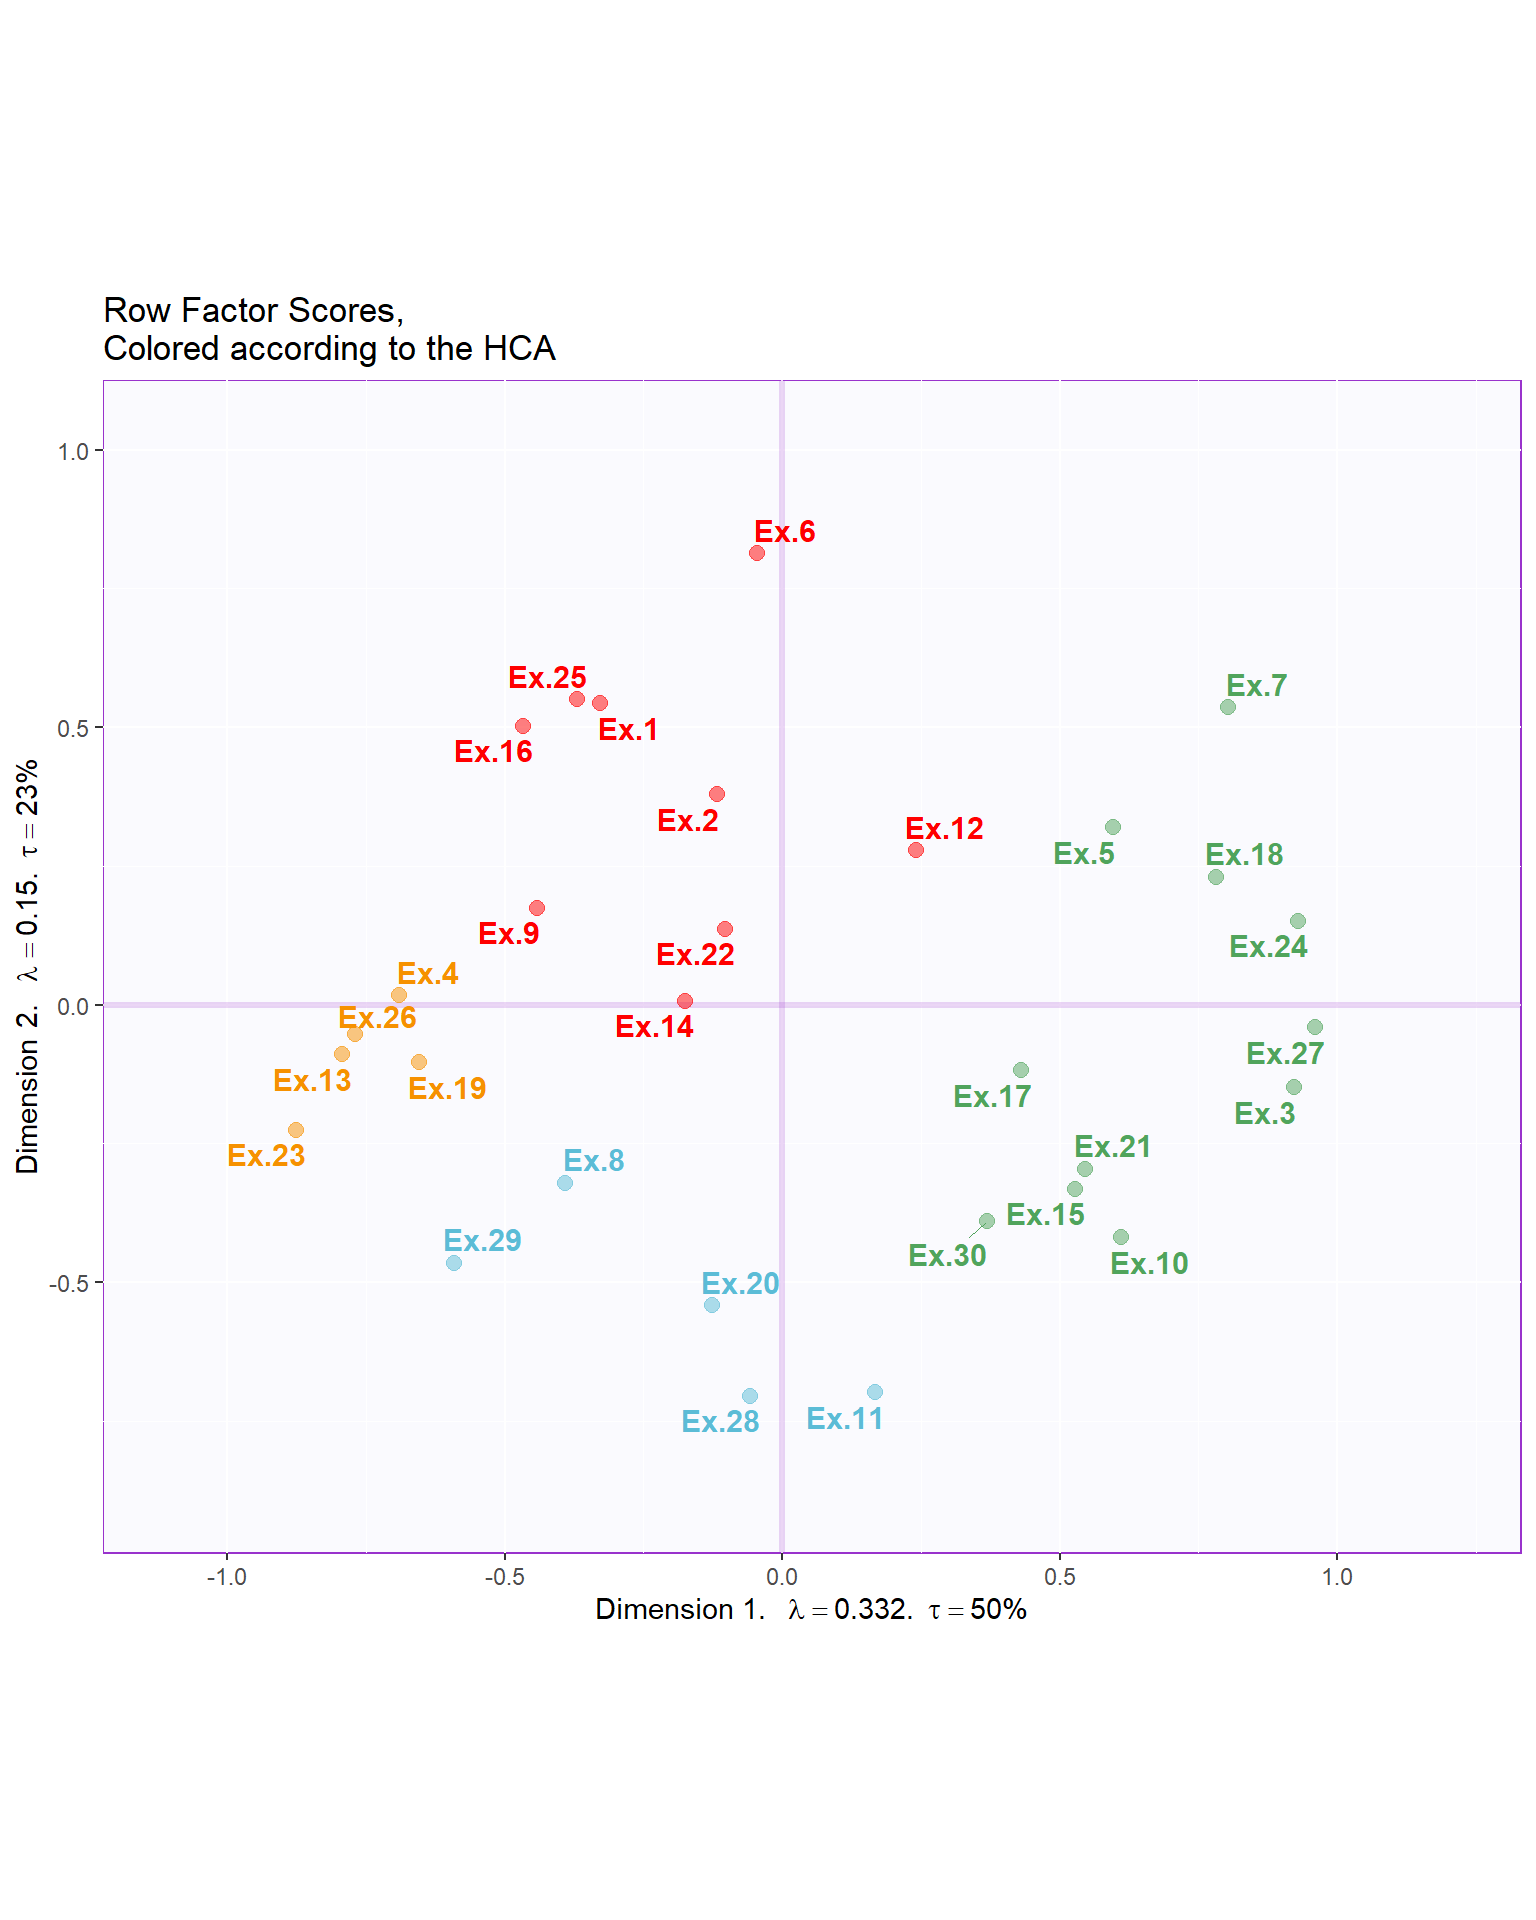 Row Factor Scores,
Colored according to the HCA
1.0
0.5
0.0
-0.5
Dimension 2.  λ = 0.15.  τ = 23%
Ex.6
Ex.25
Ex.7
Ex.1
Ex.16
Ex.2
Ex.12
Ex.5
Ex.18
Ex.9
Ex.22
Ex.24
Ex.4
Ex.26
Ex.14
Ex.27
Ex.13
Ex.19
Ex.17
Ex.3
Ex.23
Ex.8
Ex.21
Ex.15
Ex.29
Ex.30
Ex.10
Ex.20
Ex.28
Ex.11
-1.0
-0.5
0.0
0.5
1.0
Dimension 1.  λ = 0.332.  τ = 50%